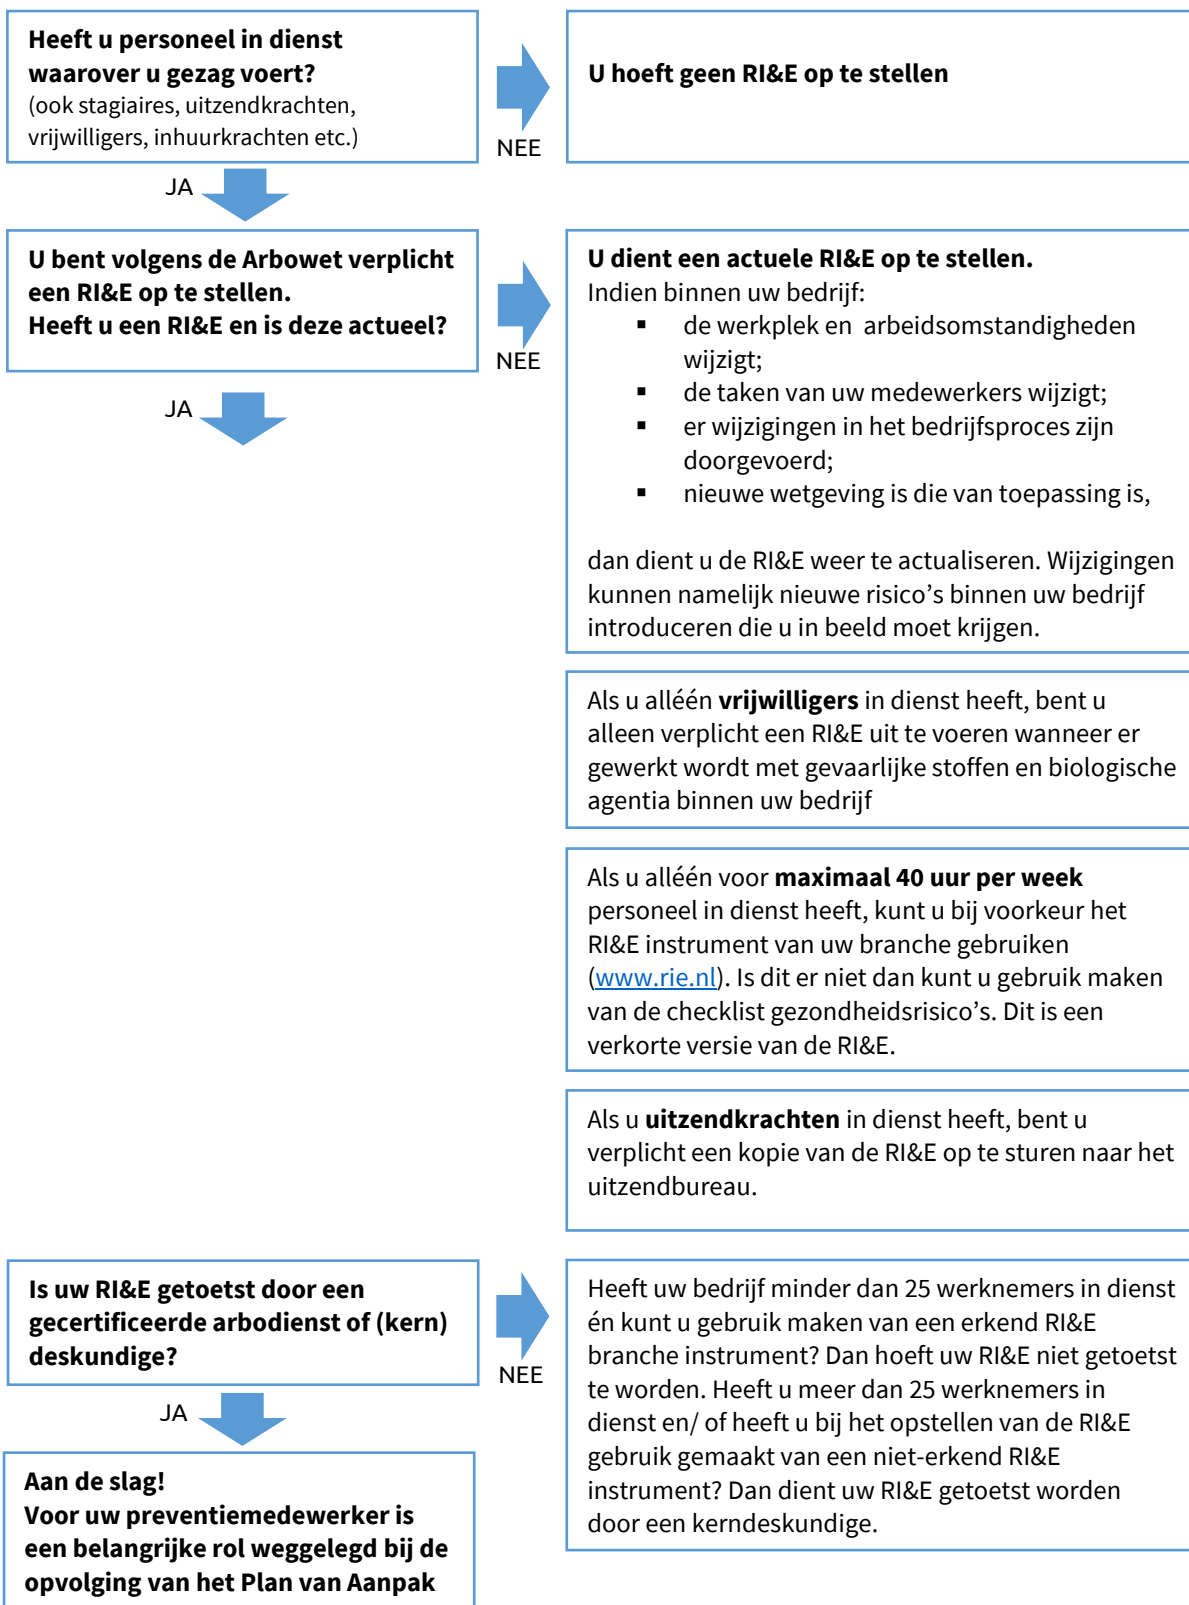 Heeft u personeel in dienst
waarover u gezag voert?
(ook stagiaires, uitzendkrachten,
vrijwilligers, inhuurkrachten etc.)
NEE
U hoeft geen RI&E op te stellen
JA
U bent volgens de Arbowet verplicht
een RI&E op te stellen.
Heeft u een RI&E en is deze actueel?
NEE
U dient een actuele RI&E op te stellen.
Indien binnen uw bedrijf:
▪ de werkplek en arbeidsomstandigheden
wijzigt;
▪ de taken van uw medewerkers wijzigt;
▪ er wijzigingen in het bedrijfsproces zijn
doorgevoerd;
▪ nieuwe wetgeving is die van toepassing is,
dan dient u de RI&E weer te actualiseren. Wijzigingen
kunnen namelijk nieuwe risico’s binnen uw bedrijf
introduceren die u in beeld moet krijgen.
JA
Als u alléén vrijwilligers in dienst heeft, bent u
alleen verplicht een RI&E uit te voeren wanneer er
gewerkt wordt met gevaarlijke stoffen en biologische
agentia binnen uw bedrijf
Als u alléén voor maximaal 40 uur per week
personeel in dienst heeft, kunt u bij voorkeur het
RI&E instrument van uw branche gebruiken
(www.rie.nl). Is dit er niet dan kunt u gebruik maken
van de checklist gezondheidsrisico’s. Dit is een
verkorte versie van de RI&E.
Als u uitzendkrachten in dienst heeft, bent u
verplicht een kopie van de RI&E op te sturen naar het
uitzendbureau.
Is uw RI&E getoetst door een
gecertificeerde arbodienst of (kern)
deskundige?
NEE
Heeft uw bedrijf minder dan 25 werknemers in dienst
én kunt u gebruik maken van een erkend RI&E
branche instrument? Dan hoeft uw RI&E niet getoetst
te worden. Heeft u meer dan 25 werknemers in
dienst en/ of heeft u bij het opstellen van de RI&E
gebruik gemaakt van een niet-erkend RI&E
instrument? Dan dient uw RI&E getoetst worden
door een kerndeskundige.
JA
Aan de slag!
Voor uw preventiemedewerker is
een belangrijke rol weggelegd bij de
opvolging van het Plan van Aanpak